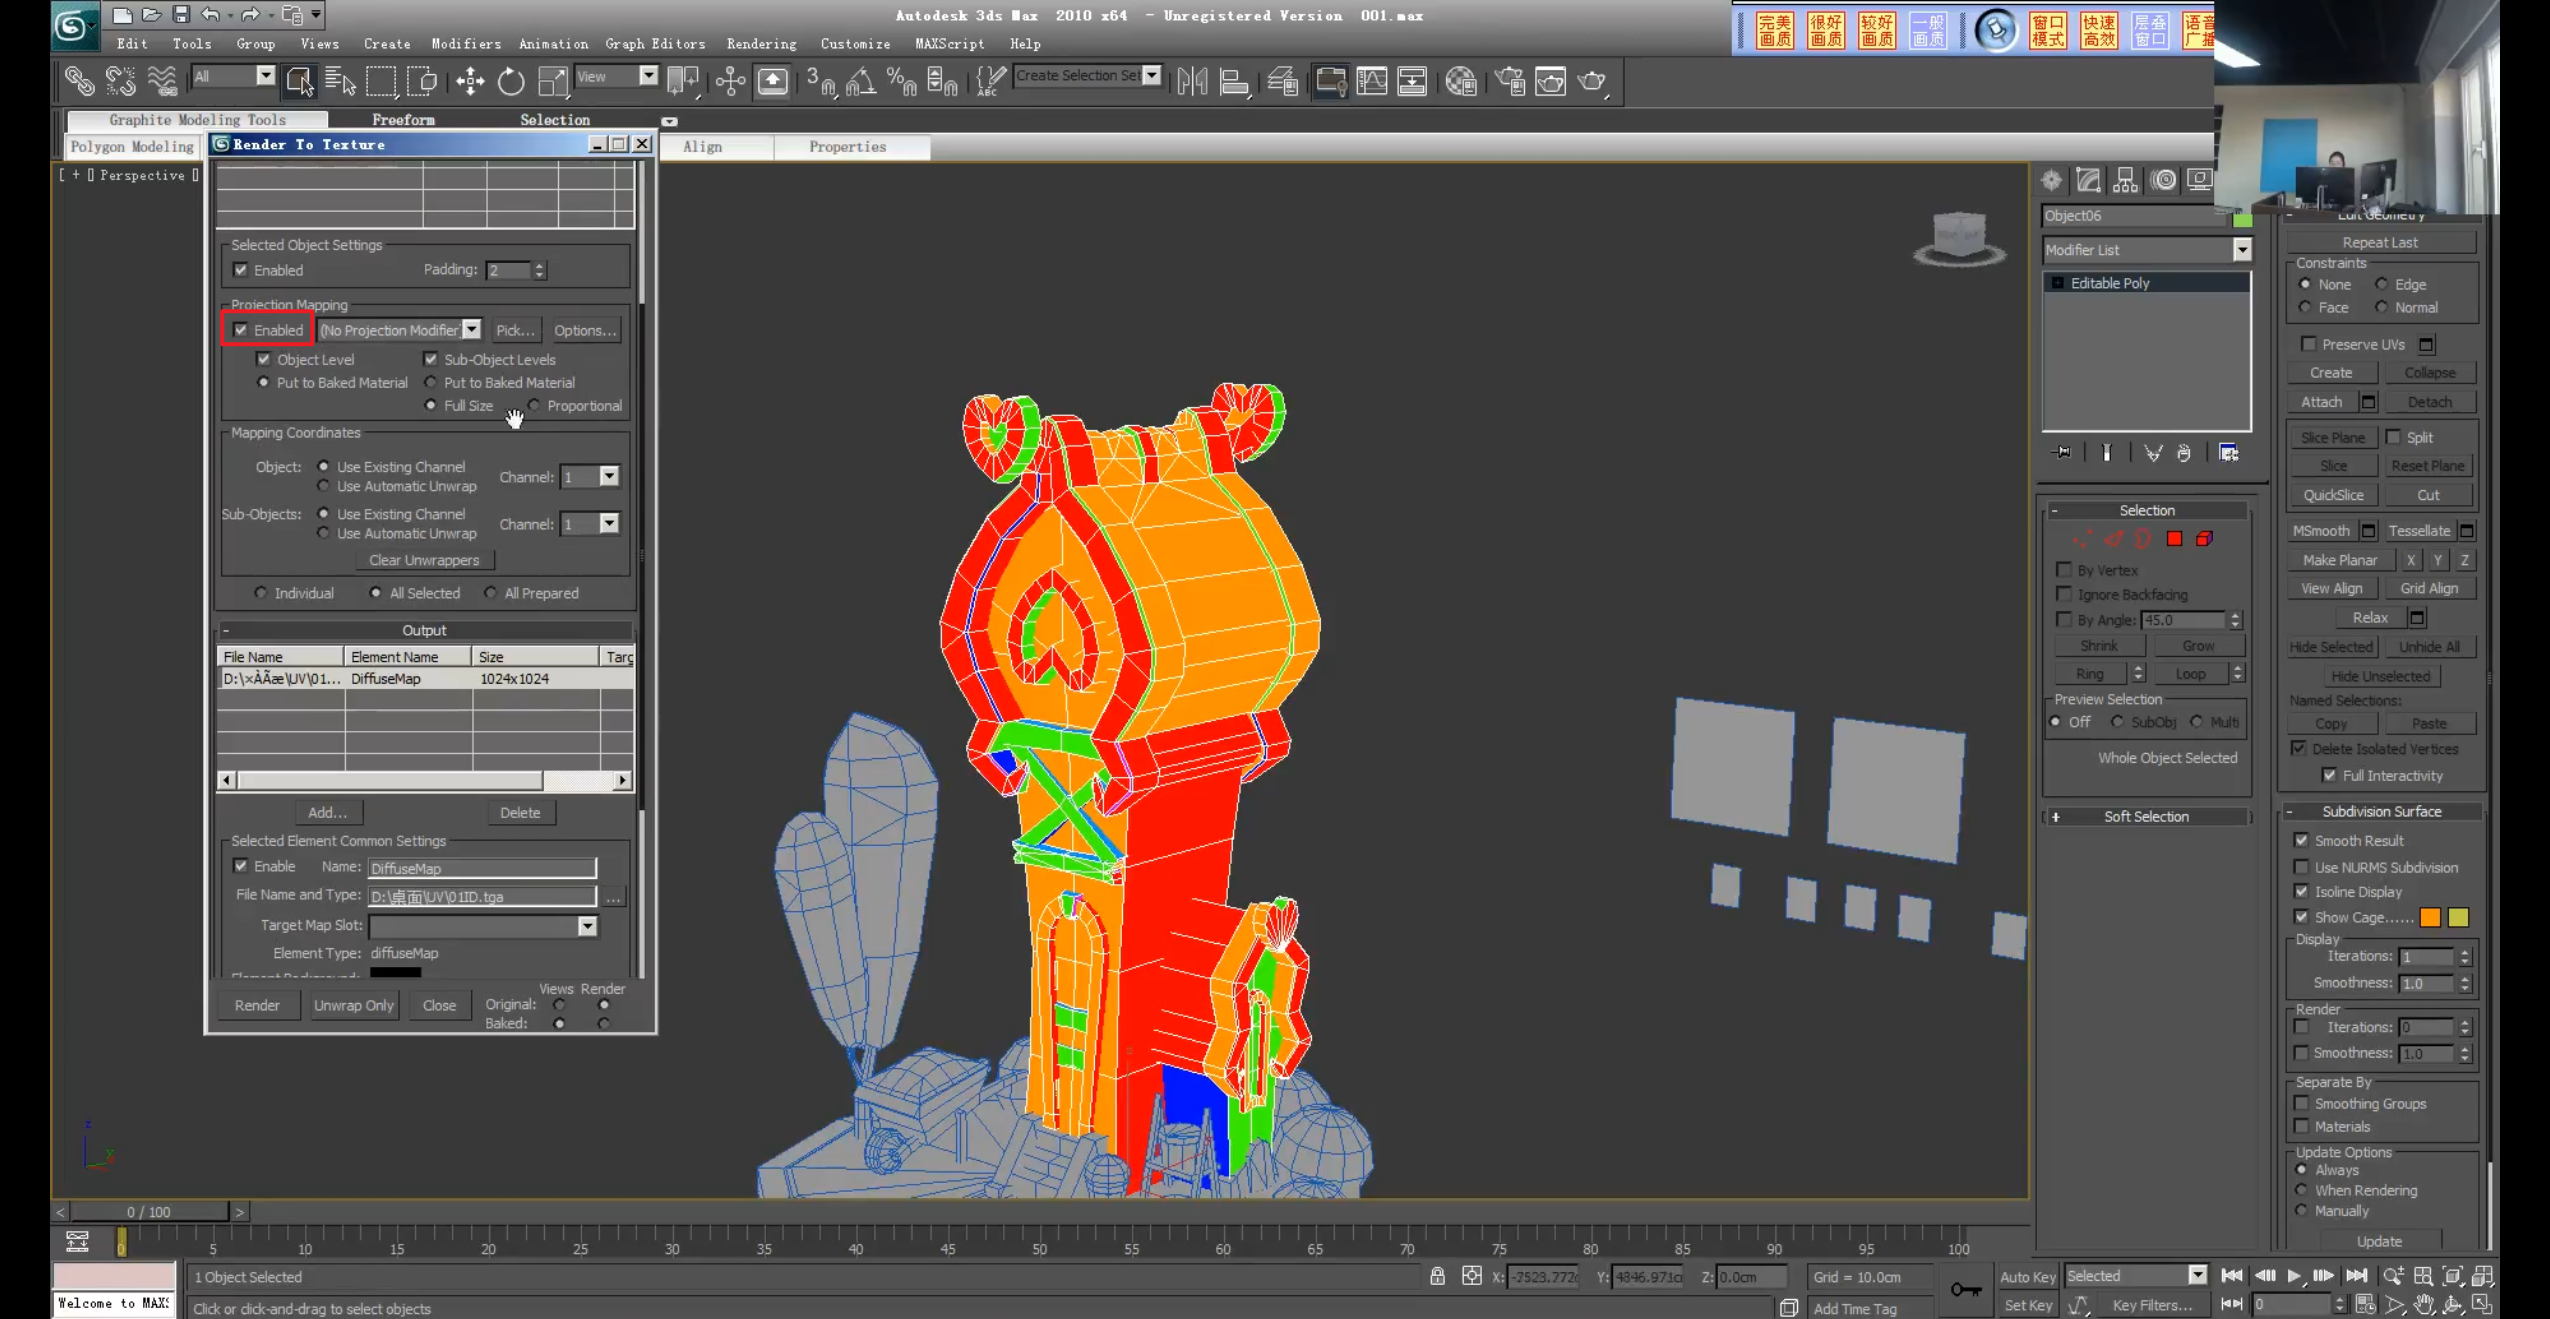 Autodesk 3ds Max 2010 x64 - Unregistered Version 001.max
Edit Tools Group Views Create Modifiers Animation Graph Editors Rendering Customize MAXScript Help
完美画质 很好画质 较好画质 一般画质 窗口模式 快速高效 层叠窗口 语音广播
All View Create Selection Set
Graphite Modeling Tools Freeform Selection
Polygon Modeling Align Properties
Render To Texture
[ + ] Perspective
Selected Object Settings
Enabled Padding: 2
Projection Mapping
Enabled (No Projection Modifier) Pick... Options...
Object Level Sub-Object Levels
Put to Baked Material Put to Baked Material
Full Size Proportional
Mapping Coordinates
Object: Use Existing Channel Channel: 1
Use Automatic Unwrap
Sub-Objects: Use Existing Channel Channel: 1
Use Automatic Unwrap
Clear Unwrappers
Individual All Selected All Prepared
- Output
File Name Element Name Size Targ
D:\×ÀÃæ\UV\01... DiffuseMap 1024x1024
Add... Delete
Selected Element Common Settings
Enable Name: DiffuseMap
File Name and Type: D:\桌面\UV\01ID.tga ...
Target Map Slot:
Element Type: diffuseMap
Element Background:
Render Unwrap Only Close
Views Render
Original:
Baked:
Object06
Modifier List
Editable Poly
- Selection
By Vertex
Ignore Backfacing
By Angle: 45.0
Shrink Grow
Ring Loop
Preview Selection
Off SubObj Multi
Whole Object Selected
+ Soft Selection
Edit Geometry
Repeat Last
Constraints
None Edge
Face Normal
Preserve UVs
Create Collapse
Attach Detach
Slice Plane Split
Slice Reset Plane
QuickSlice Cut
MSmooth Tessellate
Make Planar X Y Z
View Align Grid Align
Relax
Hide Selected Unhide All
Hide Unselected
Named Selections:
Copy Paste
Delete Isolated Vertices
Full Interactivity
- Subdivision Surface
Smooth Result
Use NURMS Subdivision
Isoline Display
Show Cage......
Display
Iterations: 1
Smoothness: 1.0
Render
Iterations: 0
Smoothness: 1.0
Separate By
Smoothing Groups
Materials
Update Options
Always
When Rendering
Manually
Update
z
y
< 0 / 100 >
0 5 10 15 20 25 30 35 40 45 50 55 60 65 70 75 80 85 90 95 100
1 Object Selected X: -7523.772c Y: 4846.971c Z: 0.0cm Grid = 10.0cm Auto Key Selected
Welcome to MAXS Click or click-and-drag to select objects Add Time Tag Set Key Key Filters... 0